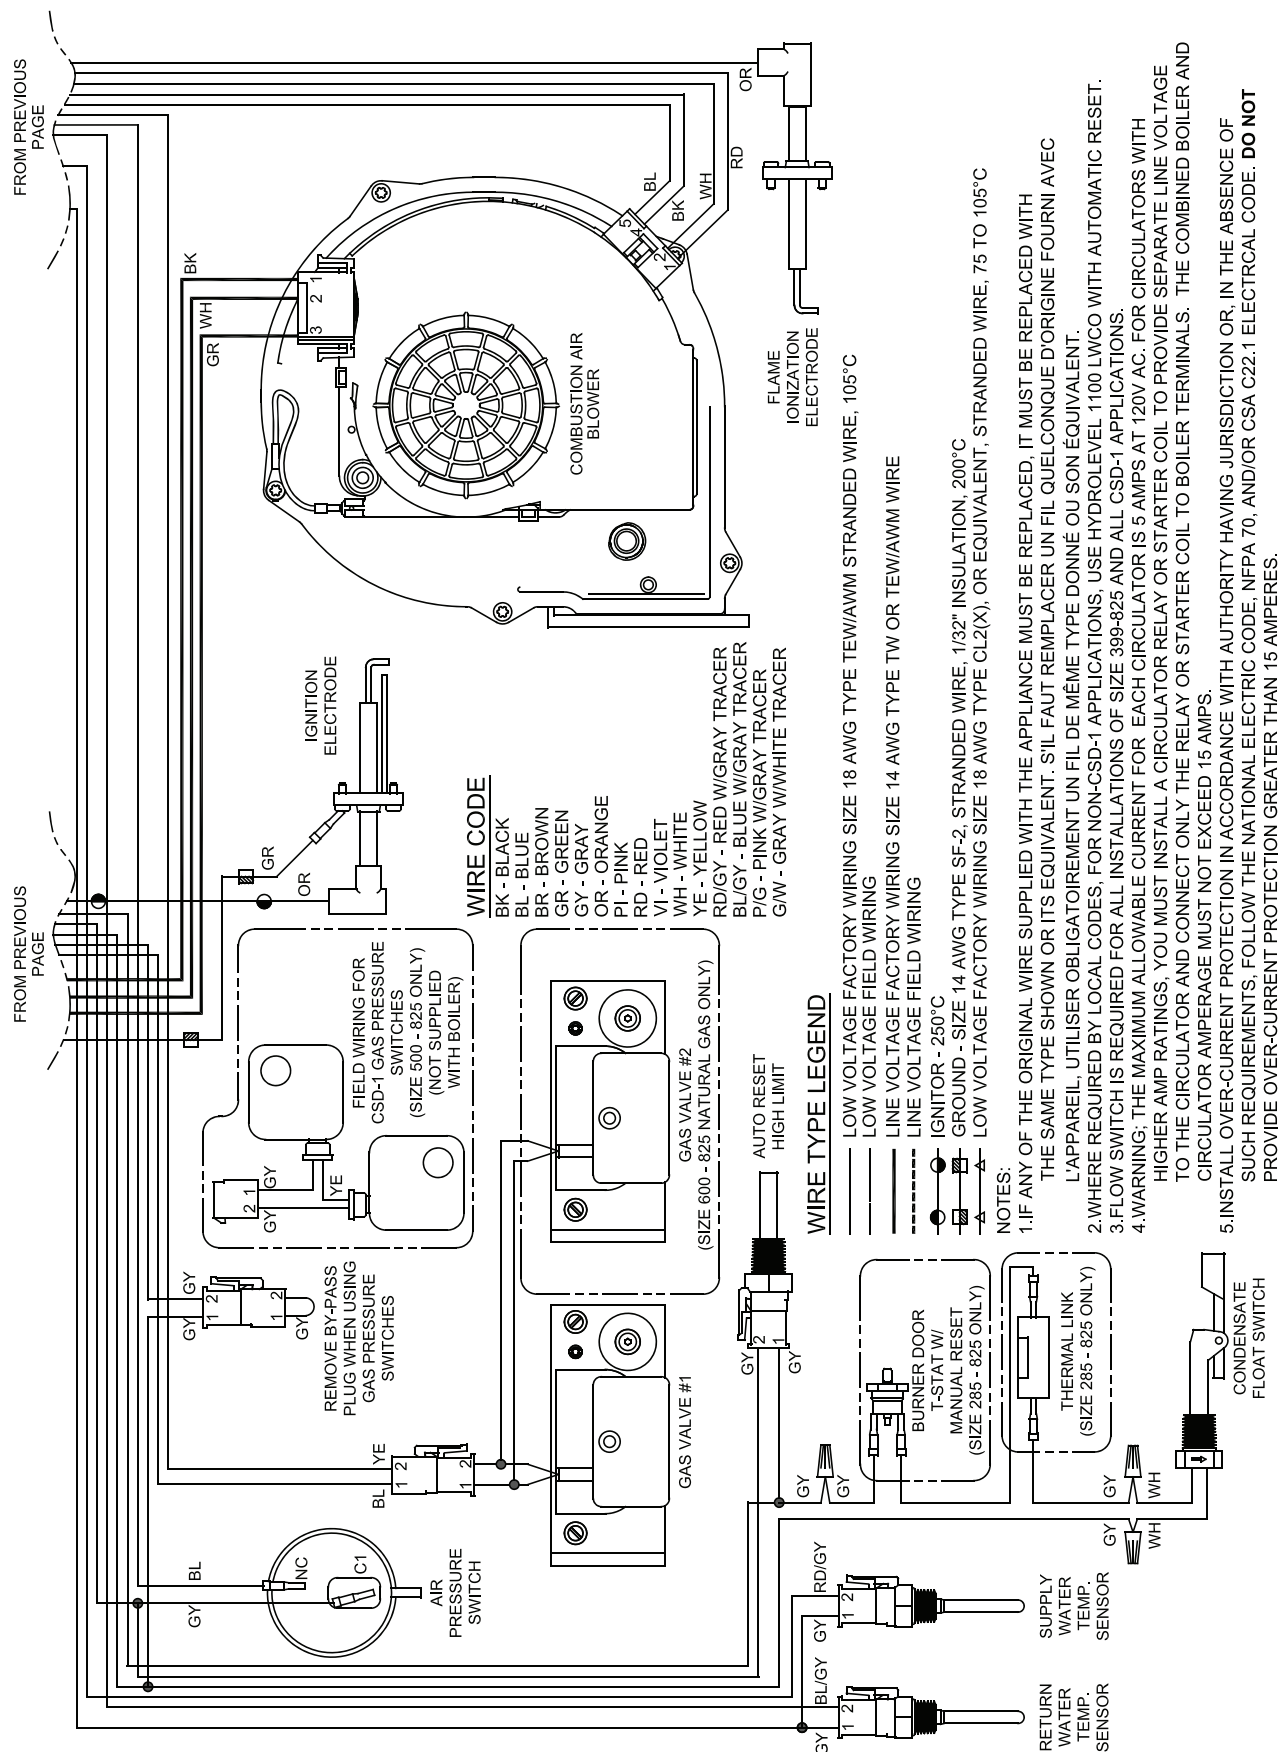 FROM PREVIOUS
PAGE
FROM PREVIOUS
PAGE
GY
BL
NC
C1
AIR
PRESSURE
SWITCH
GY
GY
1 2
1 2
GY
REMOVE BY-PASS
PLUG WHEN USING
GAS PRESSURE
SWITCHES
GY
GY
2 1
YE
FIELD WIRING FOR
CSD-1 GAS PRESSURE
SWITCHES
(SIZE 500 - 825 ONLY)
(NOT SUPPLIED
WITH BOILER)
GR
OR
IGNITION
ELECTRODE
BK
WH
GR
3 2 1
COMBUSTION AIR
BLOWER
5
4
2
1
BL
BK
WH
RD
OR
FLAME
IONIZATION
ELECTRODE
BL
YE
1 2
1 2
GAS VALVE #1
GAS VALVE #2
(SIZE 600 - 825 NATURAL GAS ONLY)
WIRE CODE
BK - BLACK
BL - BLUE
BR - BROWN
GR - GREEN
GY - GRAY
OR - ORANGE
PI - PINK
RD - RED
VI - VIOLET
WH - WHITE
YE - YELLOW
RD/GY - RED W/GRAY TRACER
BL/GY - BLUE W/GRAY TRACER
P/G - PINK W/GRAY TRACER
G/W - GRAY W/WHITE TRACER
GY
2
1
GY
AUTO RESET
HIGH LIMIT
GY
BL/GY
1 2
RETURN
WATER
TEMP.
SENSOR
GY
RD/GY
1 2
SUPPLY
WATER
TEMP.
SENSOR
GY
GY
BURNER DOOR
T-STAT W/
MANUAL RESET
(SIZE 285 - 825 ONLY)
THERMAL LINK
(SIZE 285 - 825 ONLY)
GY
WH
GY
WH
CONDENSATE
FLOAT SWITCH
WIRE TYPE LEGEND
LOW VOLTAGE FACTORY WIRING SIZE 18 AWG TYPE TEW/AWM STRANDED WIRE, 105°C
LOW VOLTAGE FIELD WIRING
LINE VOLTAGE FACTORY WIRING SIZE 14 AWG TYPE TW OR TEW/AWM WIRE
LINE VOLTAGE FIELD WIRING
IGNITOR - 250°C
GROUND - SIZE 14 AWG TYPE SF-2, STRANDED WIRE, 1/32" INSULATION, 200°C
LOW VOLTAGE FACTORY WIRING SIZE 18 AWG TYPE CL2(X), OR EQUIVALENT, STRANDED WIRE, 75 TO 105°C
NOTES:
1.IF ANY OF THE ORIGINAL WIRE SUPPLIED WITH THE APPLIANCE MUST BE REPLACED, IT MUST BE REPLACED WITH
THE SAME TYPE SHOWN OR ITS EQUIVALENT. S'IL FAUT REMPLACER UN FIL QUELCONQUE D'ORIGINE FOURNI AVEC
L'APPAREIL, UTILISER OBLIGATOIREMENT UN FIL DE MÊME TYPE DONNÉ OU SON ÉQUIVALENT.
2.WHERE REQUIRED BY LOCAL CODES, FOR NON-CSD-1 APPLICATIONS, USE HYDROLEVEL 1100 LWCO WITH AUTOMATIC RESET.
3.FLOW SWITCH IS REQUIRED FOR ALL INSTALLATIONS OF SIZE 399-825 AND ALL CSD-1 APPLICATIONS.
4.WARNING; THE MAXIMUM ALLOWABLE CURRENT FOR EACH CIRCULATOR IS 5 AMPS AT 120V AC. FOR CIRCULATORS WITH
HIGHER AMP RATINGS, YOU MUST INSTALL A CIRCULATOR RELAY OR STARTER COIL TO PROVIDE SEPARATE LINE VOLTAGE
TO THE CIRCULATOR AND CONNECT ONLY THE RELAY OR STARTER COIL TO BOILER TERMINALS. THE COMBINED BOILER AND
CIRCULATOR AMPERAGE MUST NOT EXCEED 15 AMPS.
5.INSTALL OVER-CURRENT PROTECTION IN ACCORDANCE WITH AUTHORITY HAVING JURISDICTION OR, IN THE ABSENCE OF
SUCH REQUIREMENTS, FOLLOW THE NATIONAL ELECTRIC CODE, NFPA 70, AND/OR CSA C22.1 ELECTRCAL CODE. DO NOT
PROVIDE OVER-CURRENT PROTECTION GREATER THAN 15 AMPERES.